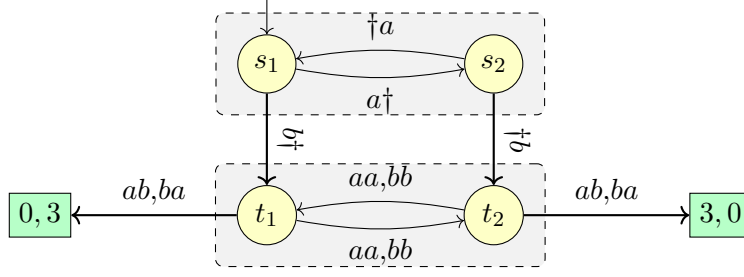 †a
s₁
s₂
a†
b†
†b
aa,bb
ab,ba
ab,ba
0, 3
t₁
t₂
3, 0
aa,bb